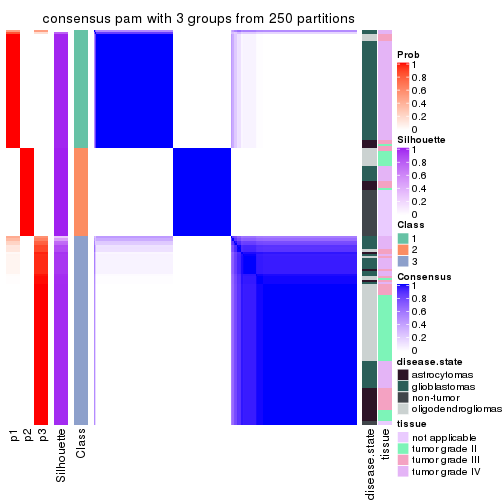 consensus pam with 3 groups from 250 partitions
p1
p2
p3
Silhouette
Class
disease.state
tissue
Prob
1
0.8
0.6
0.4
0.2
0
Silhouette
1
0.8
0.6
0.4
0.2
0
Class
1
2
3
Consensus
1
0.8
0.6
0.4
0.2
0
disease.state
astrocytomas
glioblastomas
non-tumor
oligodendrogliomas
tissue
not applicable
tumor grade II
tumor grade III
tumor grade IV